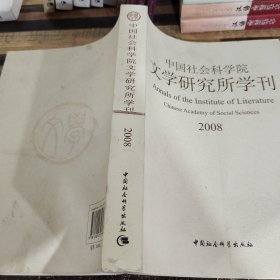 中国社会科学院
文学研究所学刊
Annals of the Institute of Literature
Chinese Academy of Social Sciences
2008
中国社会科学出版社
中国社会科学院文学研究所学刊
2008
中国社会科学出版社